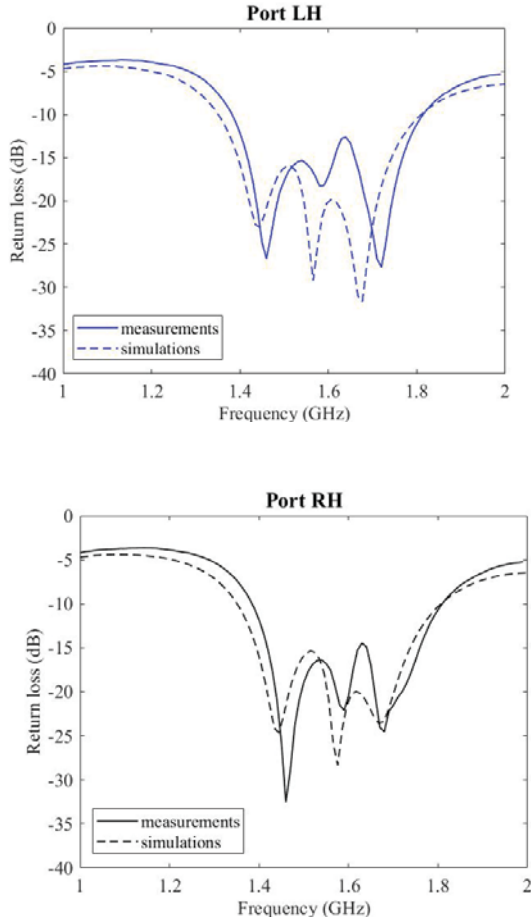 Port LH
0
-5
-10
-15
-20
-25
-30
-35
-40
Return loss (dB)
measurements
simulations
1 1.2 1.4 1.6 1.8 2
Frequency (GHz)
Port RH
0
-5
-10
-15
-20
-25
-30
-35
-40
Return loss (dB)
measurements
simulations
1 1.2 1.4 1.6 1.8 2
Frequency (GHz)